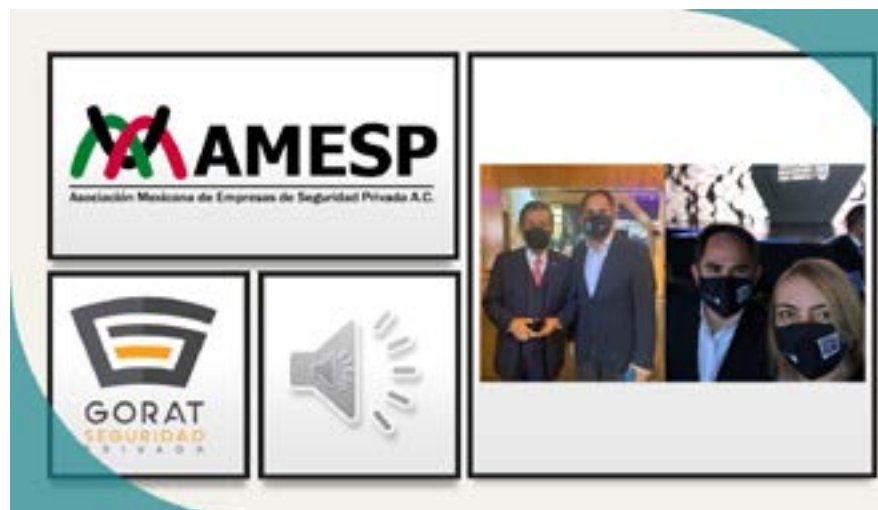 AMESP
Asociación Mexicana de Empresas de Seguridad Privada A.C.
GORAT
SEGURIDAD
PRIVADA